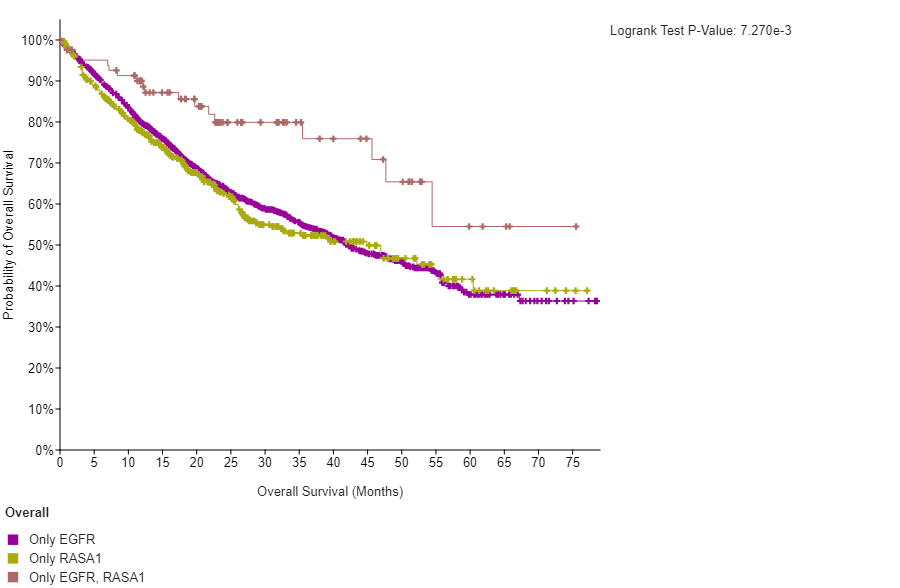 Logrank Test P-Value: 7.270e-3
100%
90%
80%
70%
60%
50%
40%
30%
20%
10%
0%
Probability of Overall Survival
0 5 10 15 20 25 30 35 40 45 50 55 60 65 70 75
Overall Survival (Months)
Overall
Only EGFR
Only RASA1
Only EGFR, RASA1